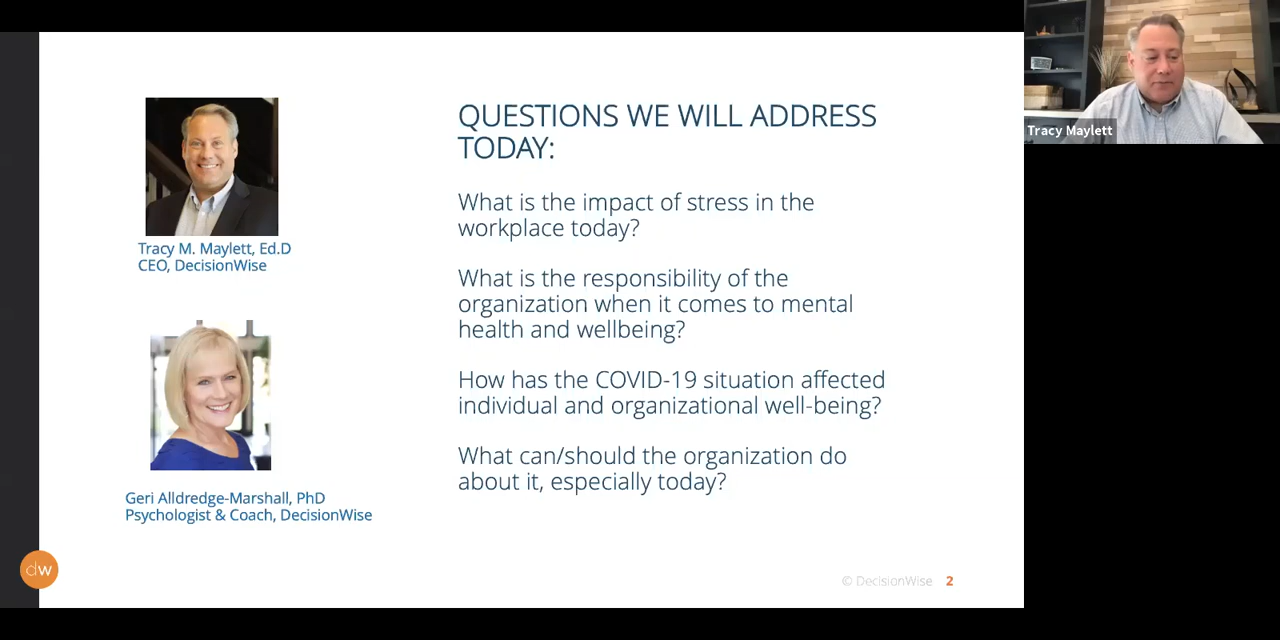 Tracy M. Maylett, Ed.D
CEO, DecisionWise
Geri Alldredge-Marshall, PhD
Psychologist & Coach, DecisionWise
QUESTIONS WE WILL ADDRESS
TODAY:
What is the impact of stress in the
workplace today?
What is the responsibility of the
organization when it comes to mental
health and wellbeing?
How has the COVID-19 situation affected
individual and organizational well-being?
What can/should the organization do
about it, especially today?
dw
© DecisionWise 2
Tracy Maylett